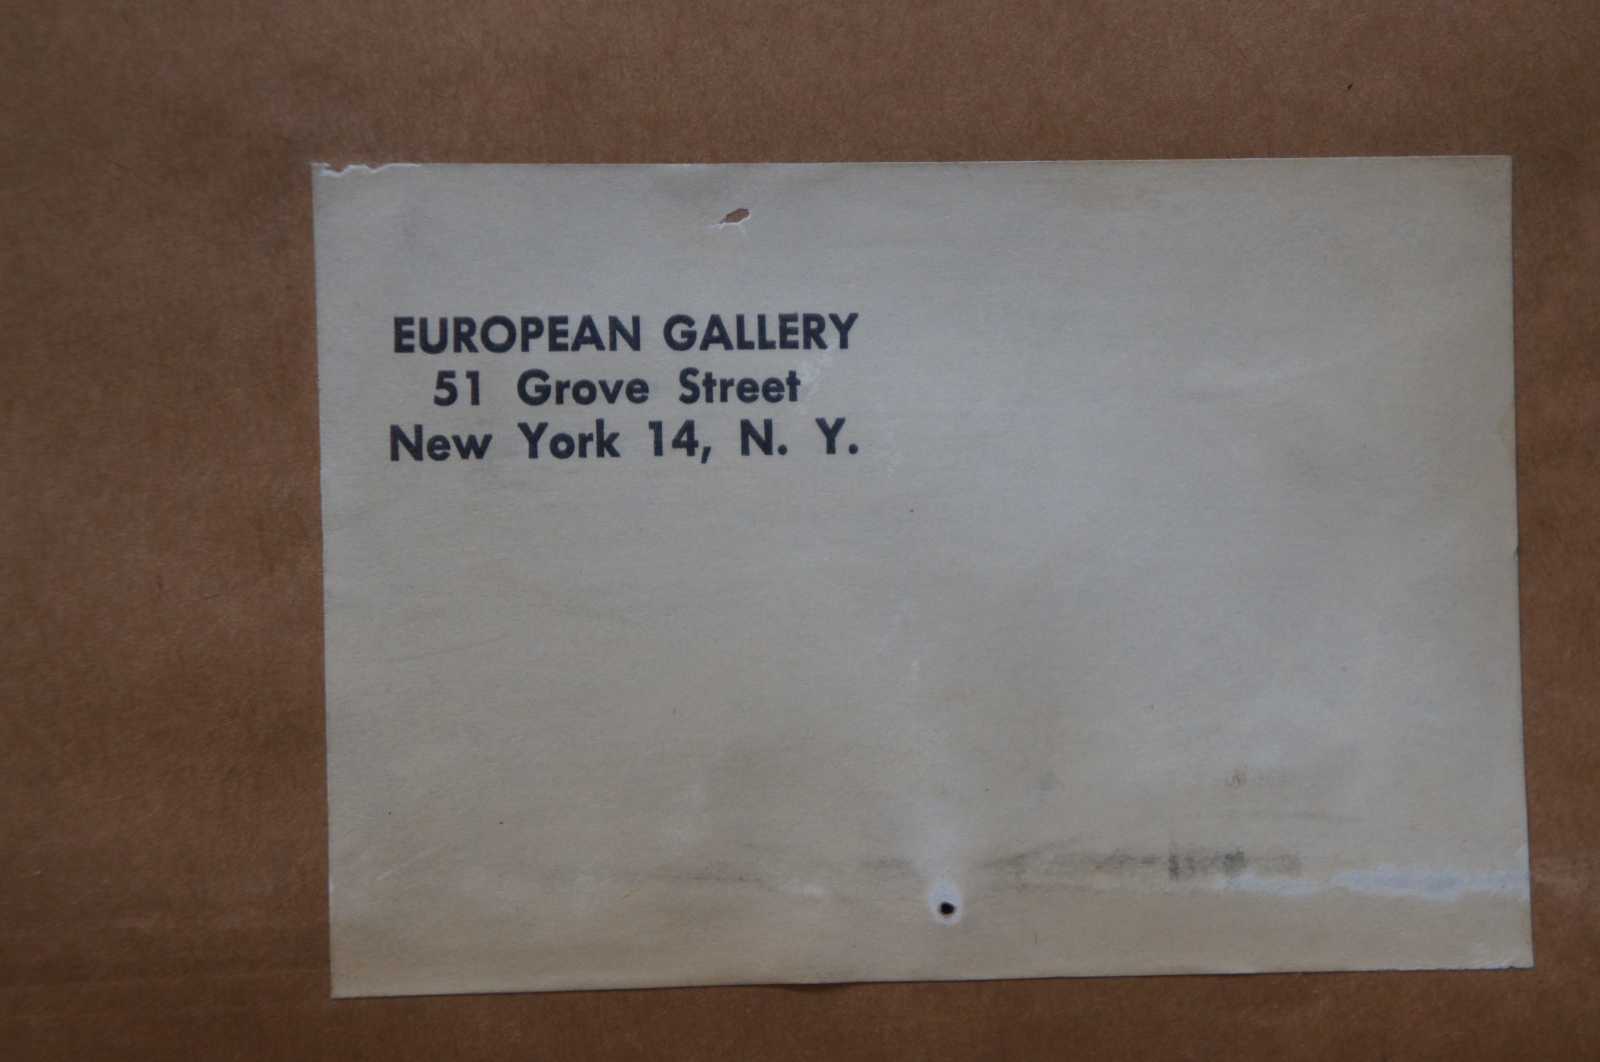 EUROPEAN GALLERY
51 Grove Street
New York 14, N. Y.